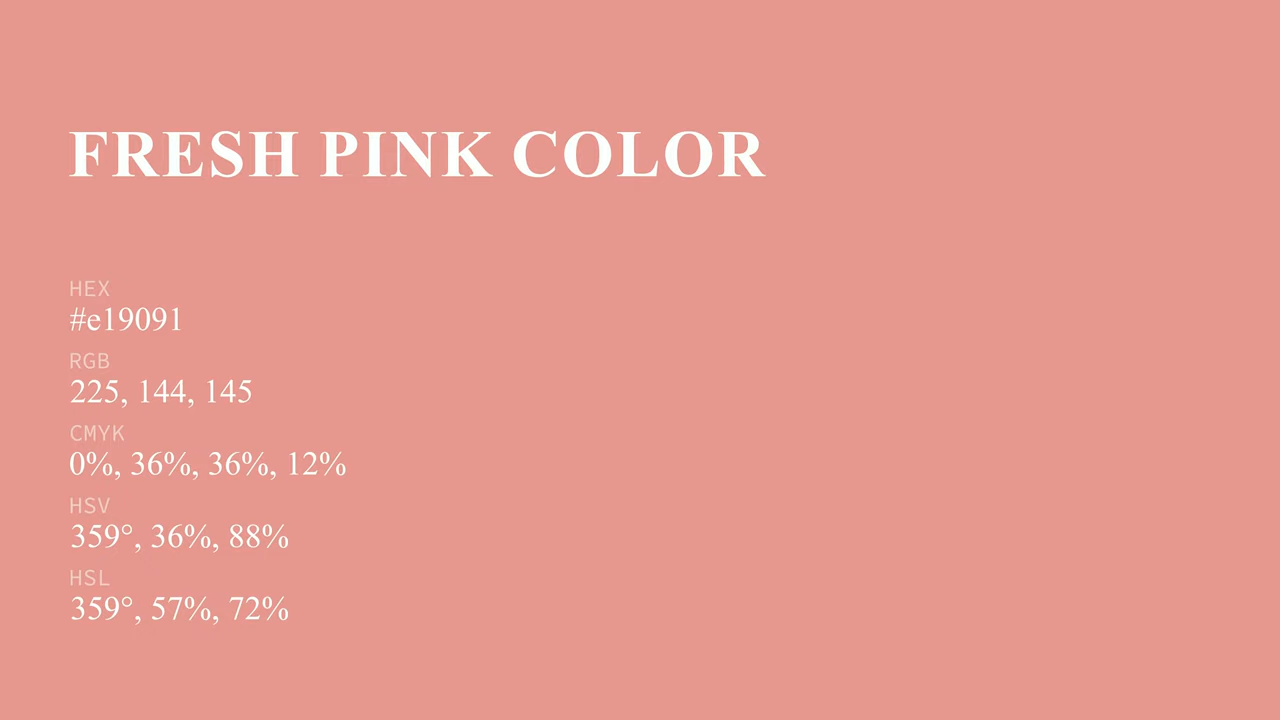 FRESH PINK COLOR
HEX
#e19091
RGB
225, 144, 145
CMYK
0%, 36%, 36%, 12%
HSV
359°, 36%, 88%
HSL
359°, 57%, 72%